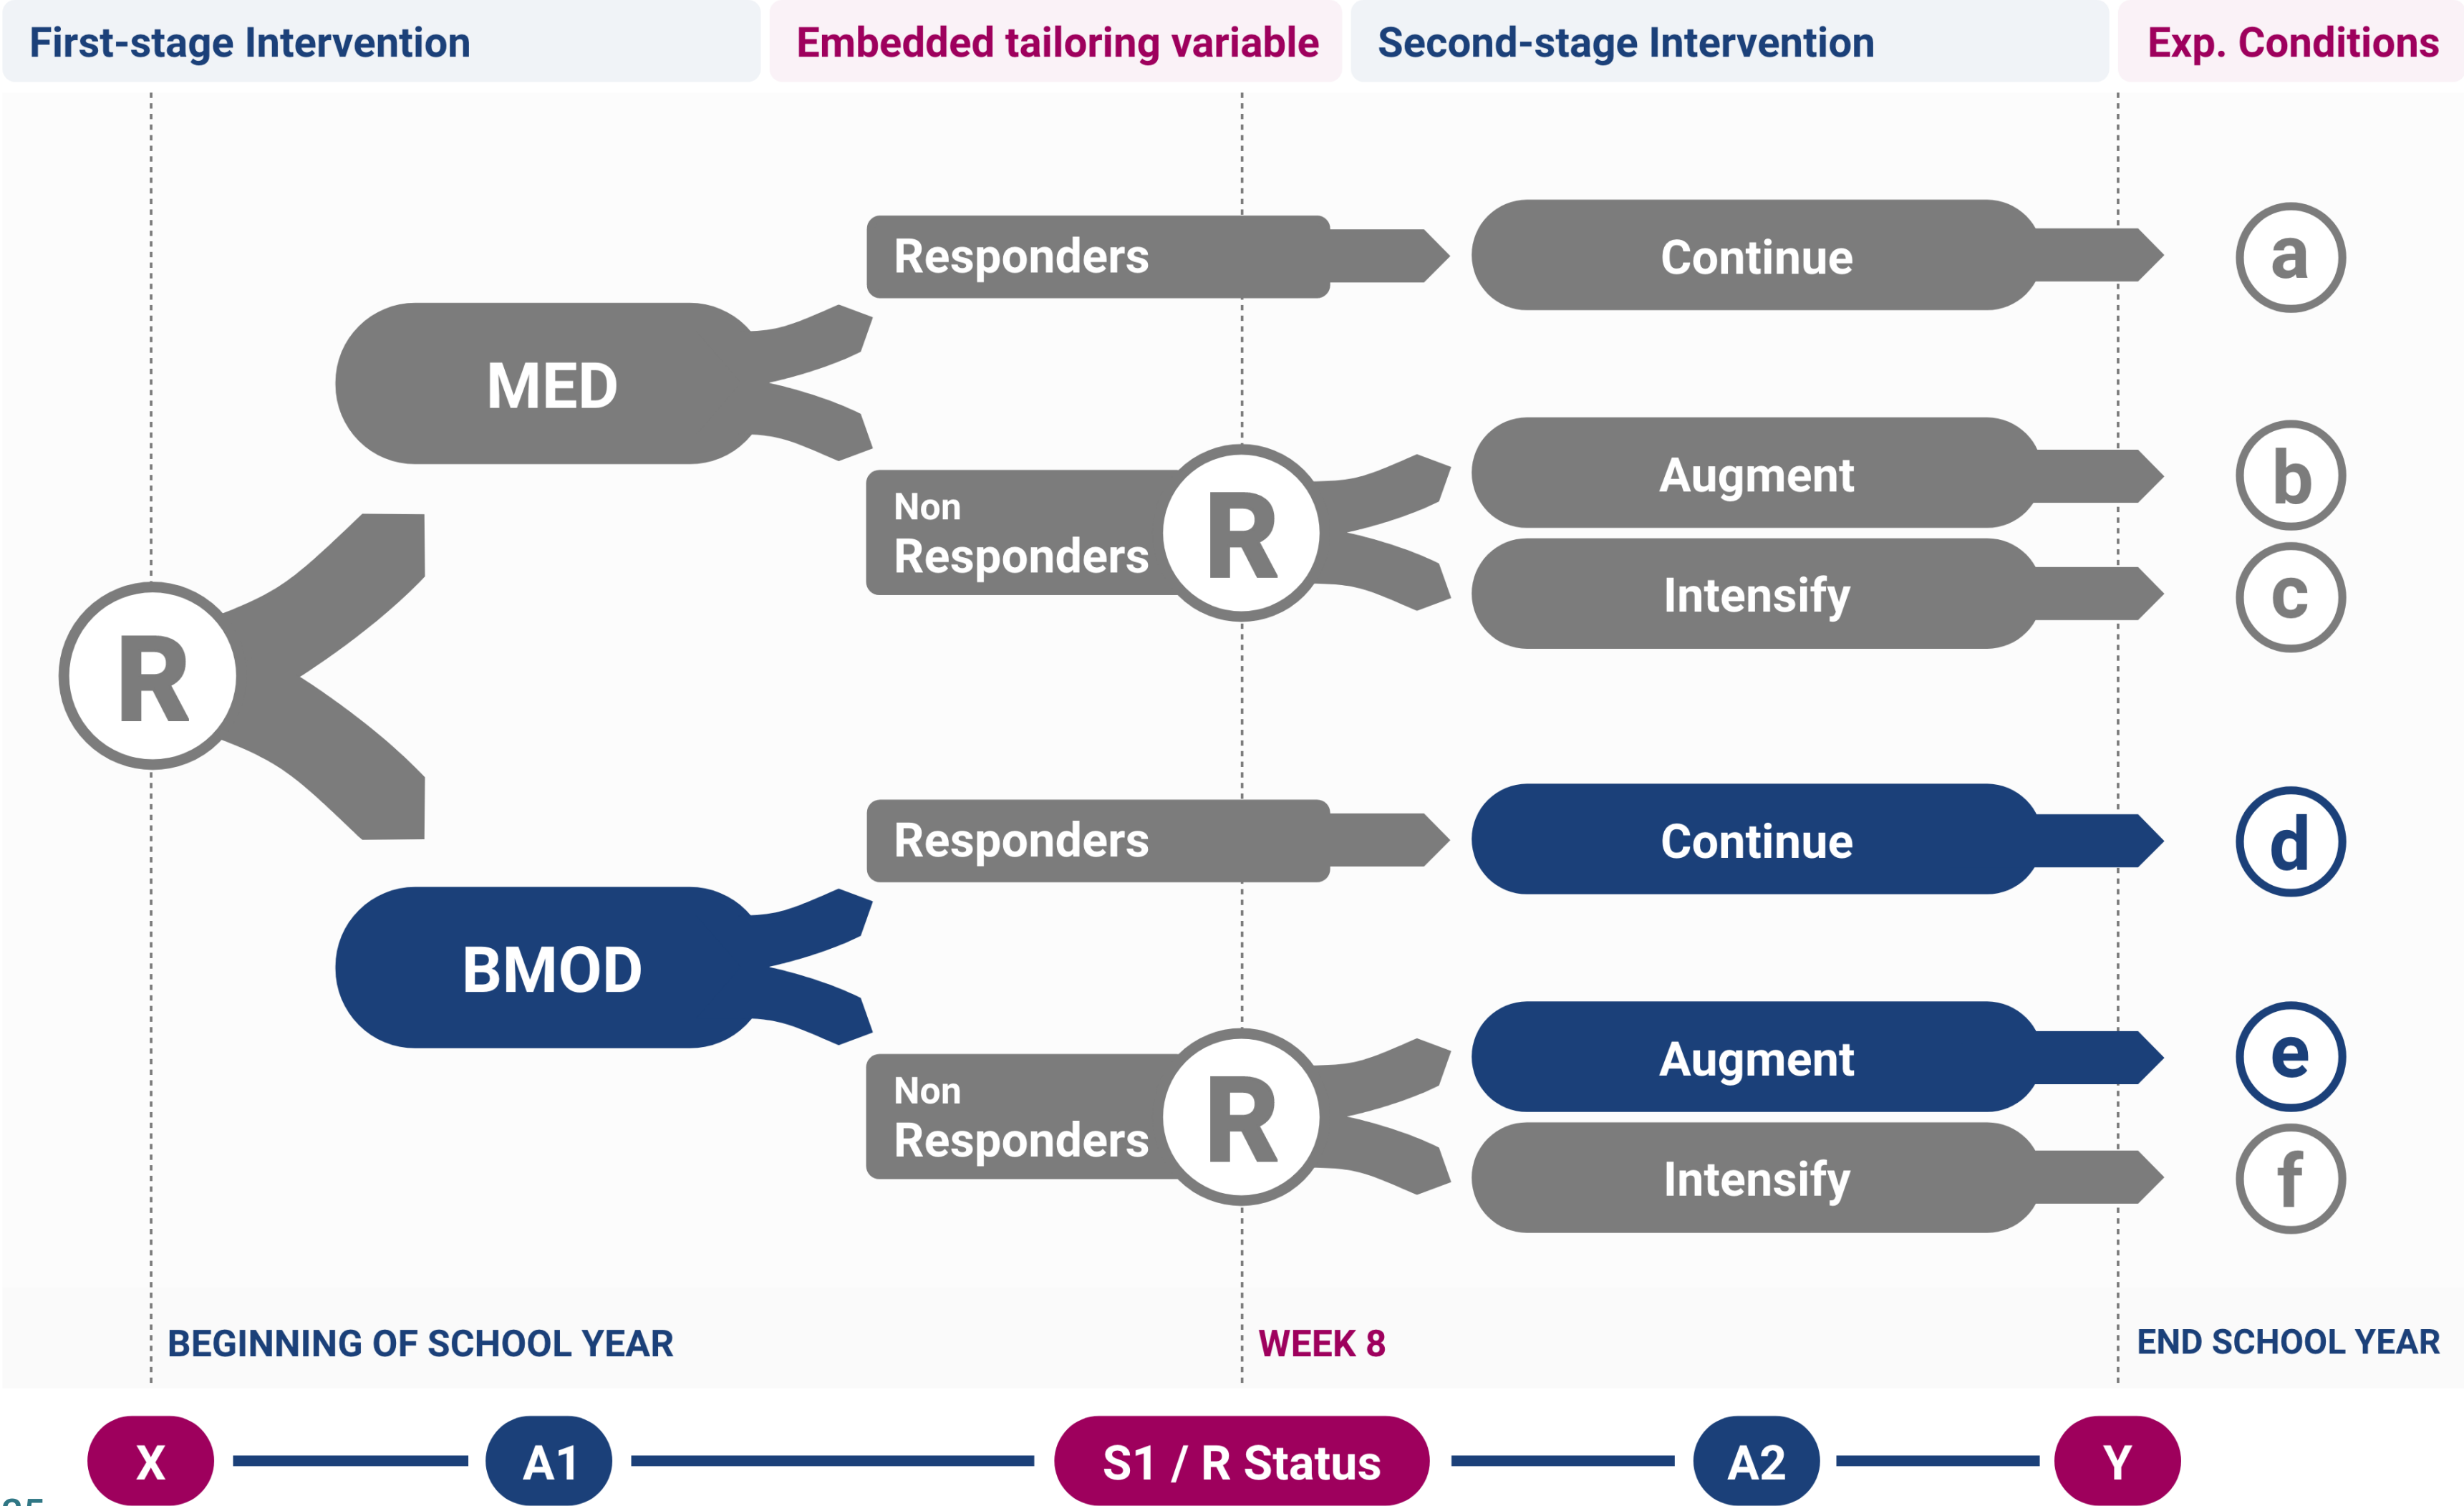 First-stage Intervention
Embedded tailoring variable
Second-stage Intervention
Exp. Conditions
Responders
Continue
a
MED
Augment
b
Non
Responders
R
Intensify
c
R
Responders
Continue
d
BMOD
Augment
e
Non
Responders
R
Intensify
f
BEGINNING OF SCHOOL YEAR
WEEK 8
END SCHOOL YEAR
X
A1
S1 / R Status
A2
Y